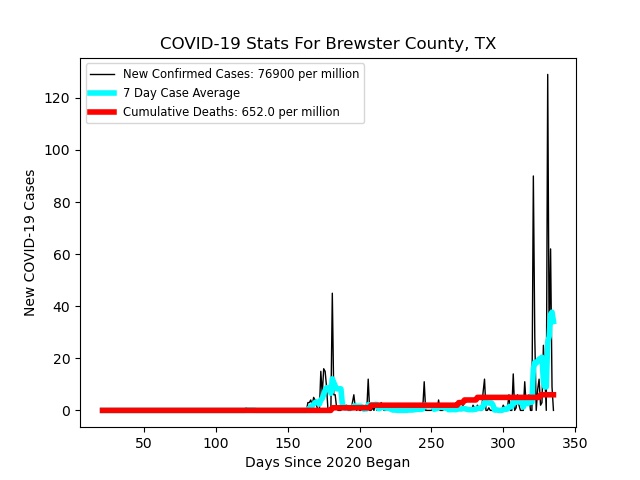 COVID-19 Stats For Brewster County, TX
New Confirmed Cases: 76900 per million
7 Day Case Average
Cumulative Deaths: 652.0 per million
New COVID-19 Cases
120
100
80
60
40
20
0
50 100 150 200 250 300 350
Days Since 2020 Began